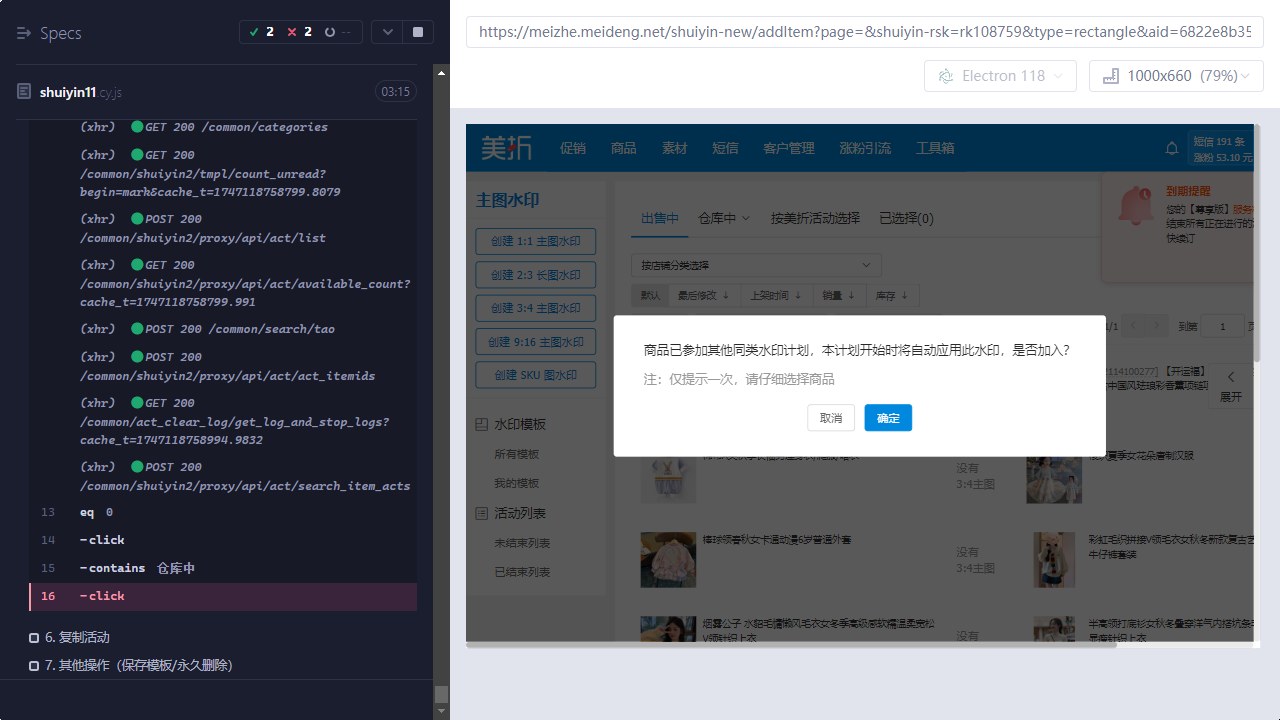 Specs
2
2
--
shuiyin11.cy.js
03:15
(xhr) GET 200 /common/categories
(xhr) GET 200
/common/shuiyin2/tmpl/count_unread?
begin=mark&cache_t=1747118758799.8079
(xhr) POST 200
/common/shuiyin2/proxy/api/act/list
(xhr) GET 200
/common/shuiyin2/proxy/api/act/available_count?
cache_t=1747118758799.991
(xhr) POST 200 /common/search/tao
(xhr) POST 200
/common/shuiyin2/proxy/api/act/act_itemids
(xhr) GET 200
/common/act_clear_log/get_log_and_stop_logs?
cache_t=1747118758994.9832
(xhr) POST 200
/common/shuiyin2/proxy/api/act/search_item_acts
13 eq 0
14 -click
15 -contains 仓库中
16 -click
6. 复制活动
7. 其他操作（保存模板/永久删除）
https://meizhe.meideng.net/shuiyin-new/addItem?page=&shuiyin-rsk=rk108759&type=rectangle&aid=6822e8b35
Electron 118
1000x660 (79%)
美折
促销
商品
素材
短信
客户管理
涨粉引流
工具箱
短信 191 条
涨粉 53.10 元
主图水印
创建 1:1 主图水印
创建 2:3 长图水印
创建 3:4 主图水印
创建 9:16 主图水印
创建 SKU 图水印
水印模板
所有模板
我的模板
活动列表
未结束列表
已结束列表
出售中
仓库中
按美折活动选择
已选择(0)
到期提醒
您的【尊享版】服务
结束所有正在进行的
快续订
按店铺分类选择
默认
最后修改 ↓
上架时间 ↓
销量 ↓
库存 ↓
1/1
到第
1
商品已参加其他同类水印计划，本计划开始时将自动应用此水印，是否加入？
注：仅提示一次，请仔细选择商品
取消
确定
2114100277] 【开运福】
中国风珐琅彩香薰项链
展开
没有
3:4主图
夏季女花朵唐制汉服
棒球领春秋女卡通动漫6岁普通外套
没有
3:4主图
彩虹毛织拼接V领毛衣女秋冬新款复古
牛仔裤套装
烟雾公子 水貂毛慵懒风毛衣女冬季高级感软糯温柔宽松
V领针织上衣
没有
半高领打底衫女秋冬叠穿洋气内搭坑条
显瘦针织上衣